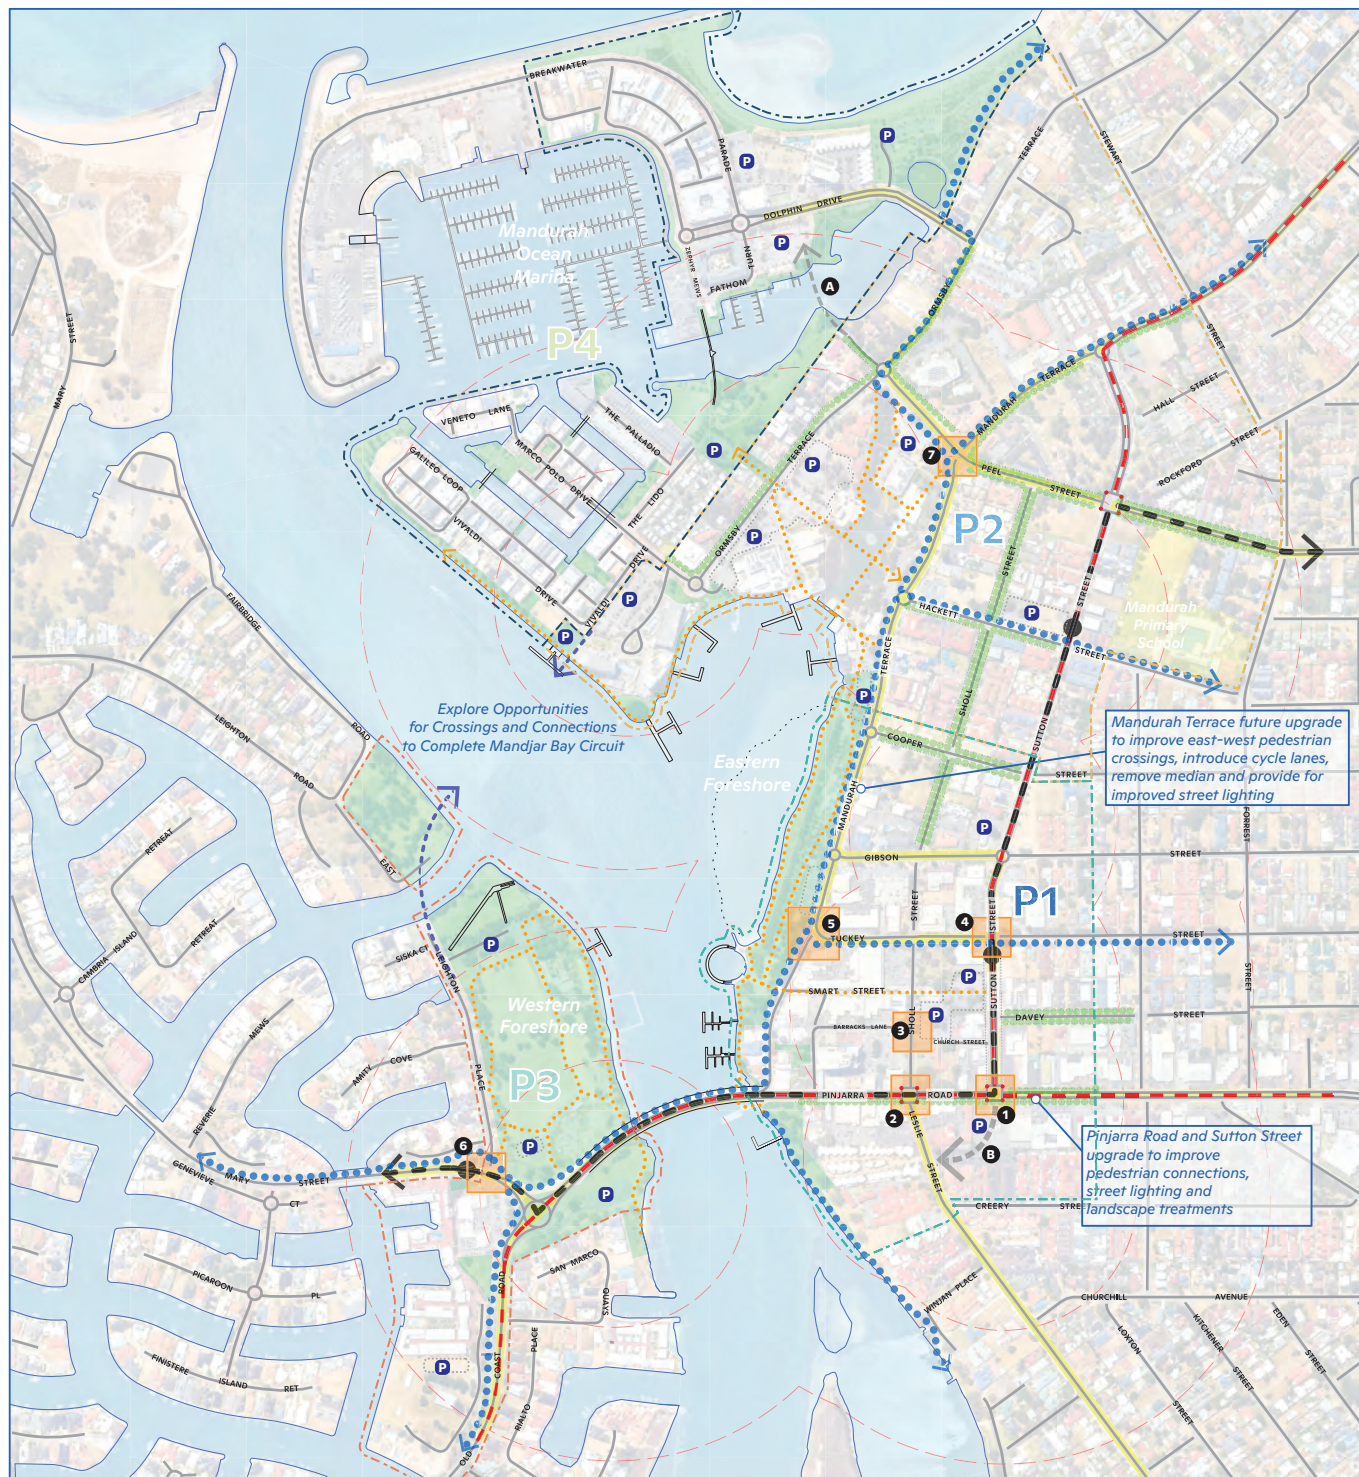 BREAKWATER
PARADE
P
P
TERRACE
STEWART
DOLPHIN DRIVE
Mandurah
Ocean
Marina
P
TURN
ZEPHYR MEWS
FATHOM
A
ORMSBY
STREET
MARY
STREET
P4
TERRACE
MANDURAH
HALL STREET
STREET
ROCKFORD
VENETO LANE
THE PALLADIO
MARCO POLO DRIVE
GALILEO LOOP
VIVALDI
DRIVE
THE LIDO
DRIVE
VIVALDI
P
P
P
TERRACE
ORMSBY
P
7
PEEL
STREET
P2
STREET
STREET
P
P
HACKETT
P
STREET
Mandurah
Primary
School
FAIRBRIDGE
ROAD
LEIGHTON
ROAD
EAST
Explore Opportunities
for Crossings and Connections
to Complete Mandjar Bay Circuit
TERRACE
P
SHOLL
SUTTON
COOPER
STREET
Eastern
Foreshore
MANDURAH
Mandurah Terrace future upgrade
to improve east-west pedestrian
crossings, introduce cycle lanes,
remove median and provide for
improved street lighting
FORREST
P
GIBSON
STREET
STREET
P1
STREET
5
4
TUCKEY
STREET
STREET
RETREAT
RETREAT
CAMBRIA ISLAND
SISKA CT
LEIGHTON
P
Western
Foreshore
P3
PLACE
MEWS
AMITY COVE
REVERIE
P
SMART STREET
SUTTON
P
BARRACKS LANE
SHOLL
3
CHURCH STREET
DAVEY
STREET
PINJARRA
ROAD
2
1
P
LESLIE
B
STREET
Pinjarra Road and Sutton Street
upgrade to improve
pedestrian connections,
street lighting and
landscape treatments
CREERY STREET
6
P
P
GENEVIEVE
MARY
STREET
CT
PICAROON
PL
FINISTERE
ISLAND
RET
SAN MARCO
QUAYS
ROAD
COAST
OLD
PLACE
RIALTO
P
WINJAN PLACE
CHURCHILL
AVENUE
LOXTON
STREET
KITCHENER
STREET
EDEN
STREET